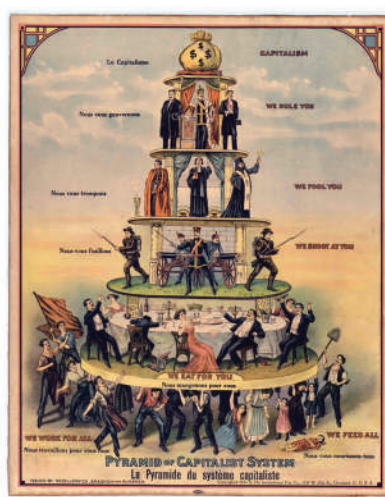 Le Capitalisme
CAPITALISM
Nous vous gouvernons
WE RULE YOU
Nous vous trompons
WE FOOL YOU
Nous vous fusillons
WE SHOOT AT YOU
WE EAT FOR YOU
Nous mangeons pour vous
WE WORK FOR ALL
Nous travaillons pour vous tous
WE FEED ALL
Nous vous nourrissons tous
PYRAMID OF CAPITALIST SYSTEM
La Pyramide du système capitaliste